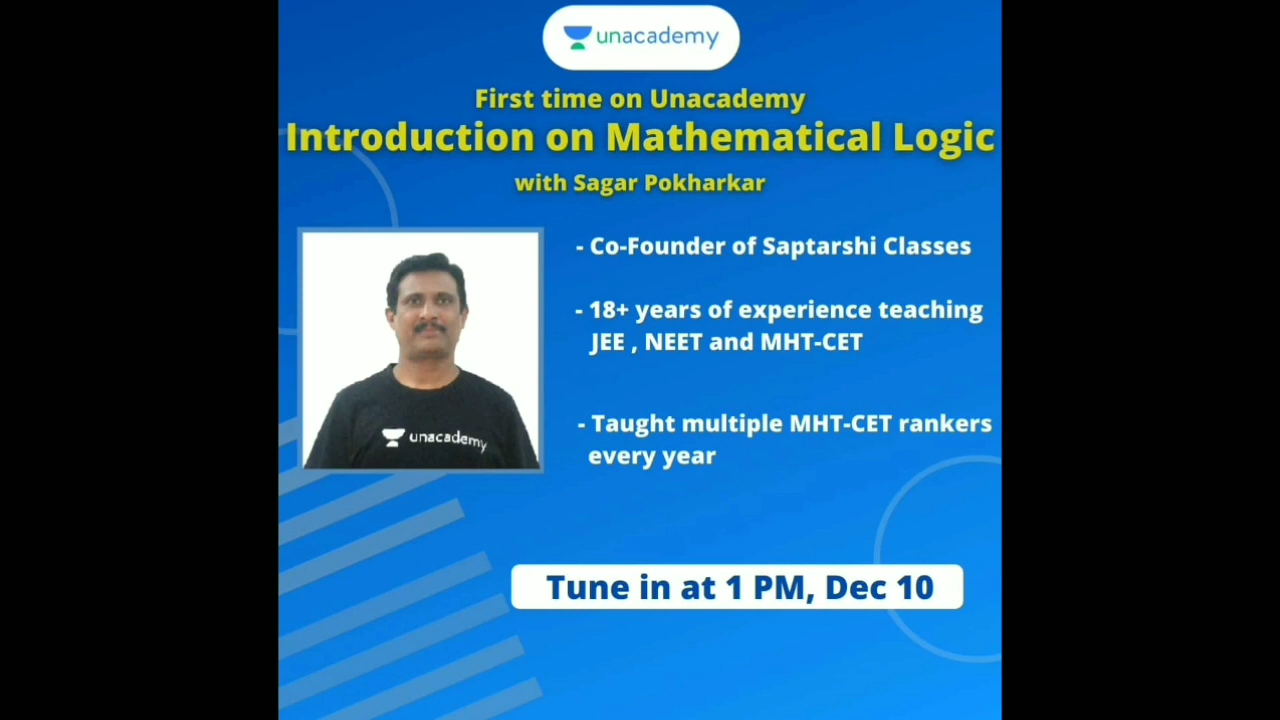 unacademy
First time on Unacademy
Introduction on Mathematical Logic
with Sagar Pokharkar
- Co-Founder of Saptarshi Classes
- 18+ years of experience teaching
JEE , NEET and MHT-CET
- Taught multiple MHT-CET rankers
every year
unacademy
Tune in at 1 PM, Dec 10